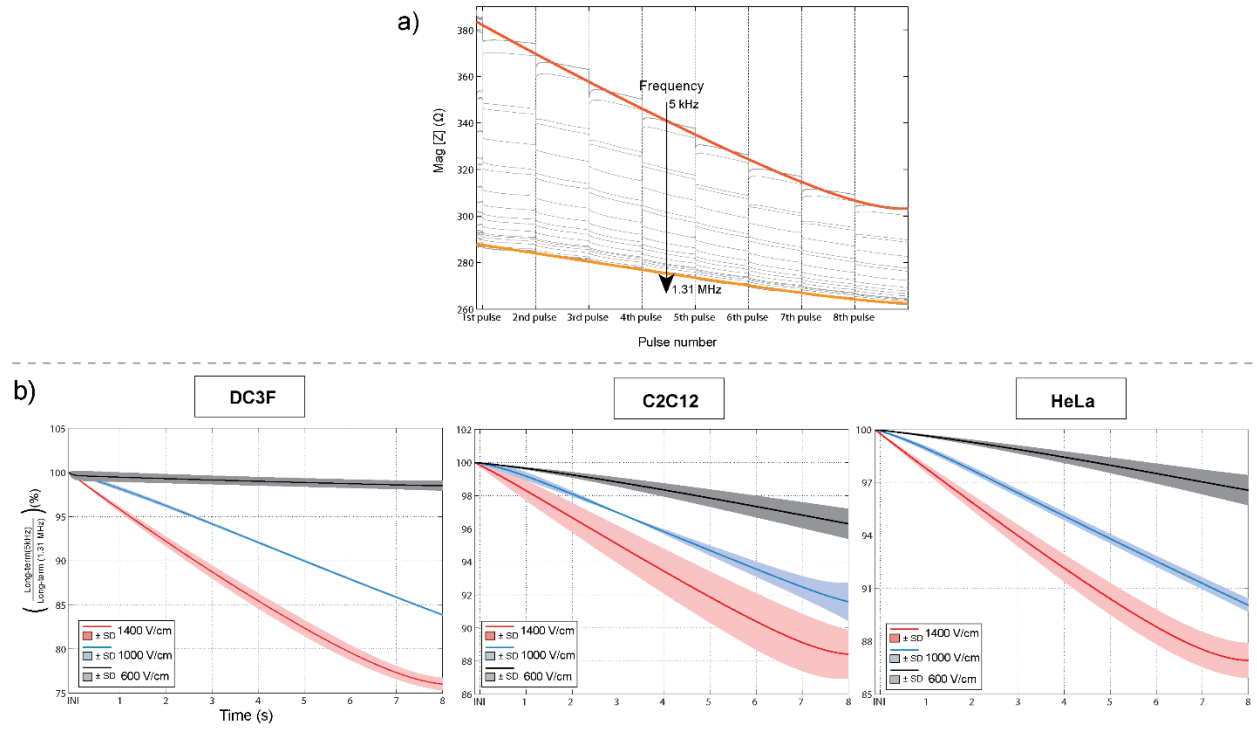 a)
380
360
340
320
300
280
260
Mag [Z] (Ω)
Frequency
5 kHz
1.31 MHz
1st pulse 2nd pulse 3rd pulse 4th pulse 5th pulse 6th pulse 7th pulse 8th pulse
Pulse number
b)
DC3F
105
100
95
90
85
80
75
(Long-term(5kHz)
Long-term (1.31 MHz)) (%)
1400 V/cm
± SD
1000 V/cm
± SD
600 V/cm
± SD
INI 1 2 3 4 5 6 7 8
Time (s)
C2C12
102
100
98
96
94
92
90
88
86
1400 V/cm
± SD
1000 V/cm
± SD
600 V/cm
± SD
INI 1 2 3 4 5 6 7 8
HeLa
100
97
94
91
88
85
1400 V/cm
± SD
1000 V/cm
± SD
600 V/cm
± SD
INI 1 2 3 4 5 6 7 8